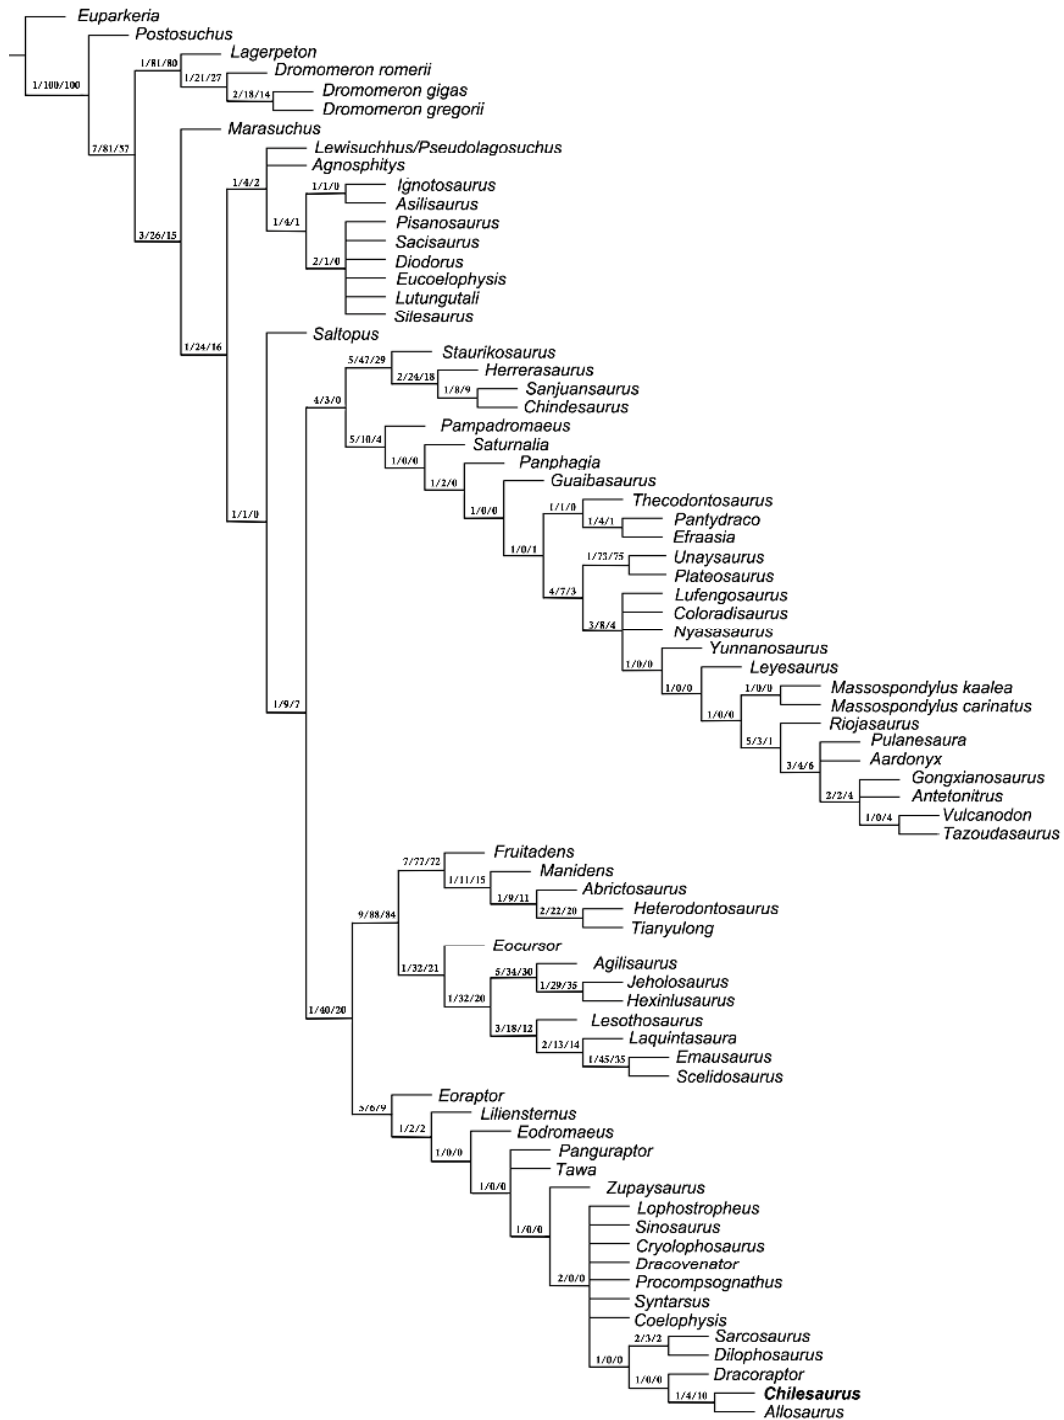 Euparkeria
Postosuchus
1/100/100
Lagerpeton
1/81/80
Dromomeron romerii
1/21/27
Dromomeron gigas
2/18/14
Dromomeron gregorii
Marasuchus
7/81/57
Lewisuchhus/Pseudolagosuchus
Agnosphitys
1/4/2
Ignotosaurus
1/1/0
Asilisaurus
Pisanosaurus
1/4/1
Sacisaurus
3/26/15
Diodorus
2/1/0
Eucoelophysis
Lutungutali
Silesaurus
Saltopus
1/24/16
Staurikosaurus
5/47/29
Herrerasaurus
2/24/18
Sanjuansaurus
1/8/9
Chindesaurus
4/3/0
Pampadromaeus
5/10/4
Saturnalia
1/0/0
Panphagia
1/2/0
Guaibasaurus
1/0/0
Thecodontosaurus
1/1/0
Pantydraco
1/4/1
Efraasia
1/1/0
1/0/1
Unaysaurus
1/73/75
Plateosaurus
4/7/3
Lufengosaurus
Coloradisaurus
3/8/4
Nyasasaurus
Yunnanosaurus
1/0/0
Leyesaurus
1/0/0
Massospondylus kaalea
1/0/0
Massospondylus carinatus
1/9/7
1/0/0
Riojasaurus
5/3/1
Pulanesaura
Aardonyx
3/4/6
Gongxianosaurus
Antetonitrus
2/2/4
Vulcanodon
1/0/4
Tazoudasaurus
Fruitadens
7/77/72
Manidens
1/11/15
Abrictosaurus
1/9/11
Heterodontosaurus
2/22/20
Tianyulong
9/88/84
Eocursor
Agilisaurus
1/32/21
5/34/30
Jeholosaurus
1/29/35
Hexinlusaurus
1/32/20
Lesothosaurus
1/40/20
3/18/12
Laquintasaura
2/13/14
Emausaurus
1/45/35
Scelidosaurus
Eoraptor
5/6/9
Liliensternus
1/2/2
Eodromaeus
1/0/0
Panguraptor
Tawa
1/0/0
Zupaysaurus
Lophostropheus
1/0/0
Sinosaurus
Cryolophosaurus
Dracovenator
2/0/0
Procompsognathus
Syntarsus
Coelophysis
Sarcosaurus
2/3/2
Dilophosaurus
1/0/0
Dracoraptor
1/0/0
Chilesaurus
1/4/10
Allosaurus